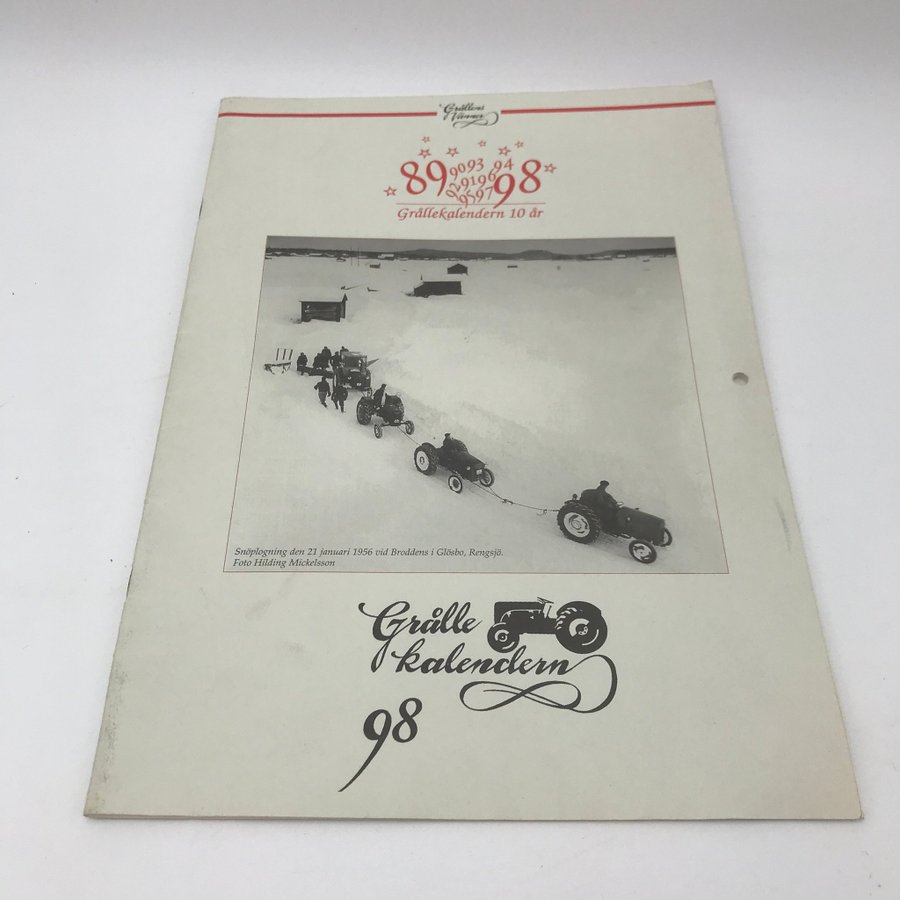 Grållens
Vänner
89 90 93 94 98
92 91 96
95 97
Grållekalendern 10 år
Snöplogning den 21 januari 1956 vid Broddens i Glösbo, Rengsjö.
Foto Hilding Mickelsson
Grålle
kalendern
98